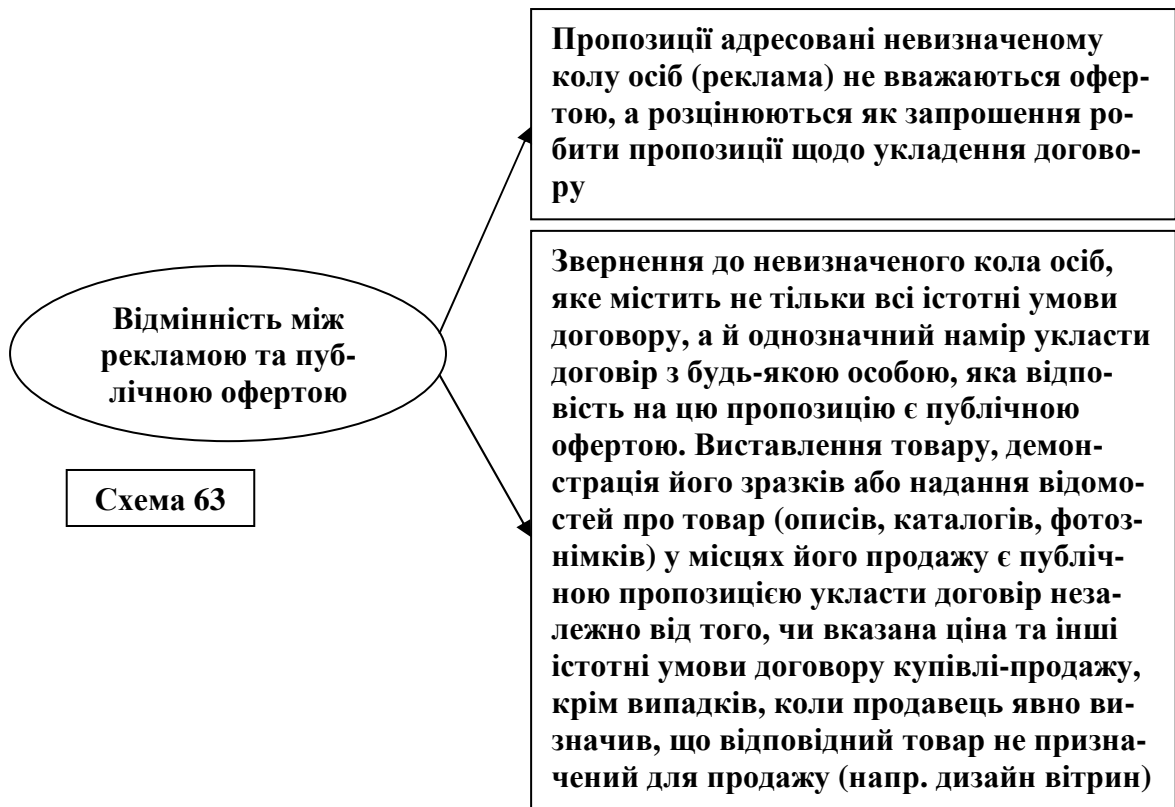 Пропозиції адресовані невизначеному
колу осіб (реклама) не вважаються офер-
тою, а розцінюються як запрошення ро-
бити пропозиції щодо укладення догово-
ру
Відмінність між
рекламою та пуб-
лічною офертою
Схема 63
Звернення до невизначеного кола осіб,
яке містить не тільки всі істотні умови
договору, а й однозначний намір укласти
договір з будь-якою особою, яка відпо-
вість на цю пропозицію є публічною
офертою. Виставлення товару, демон-
страція його зразків або надання відомо-
стей про товар (описів, каталогів, фотоз-
німків) у місцях його продажу є публіч-
ною пропозицією укласти договір неза-
лежно від того, чи вказана ціна та інші
істотні умови договору купівлі-продажу,
крім випадків, коли продавець явно ви-
значив, що відповідний товар не призна-
чений для продажу (напр. дизайн вітрин)